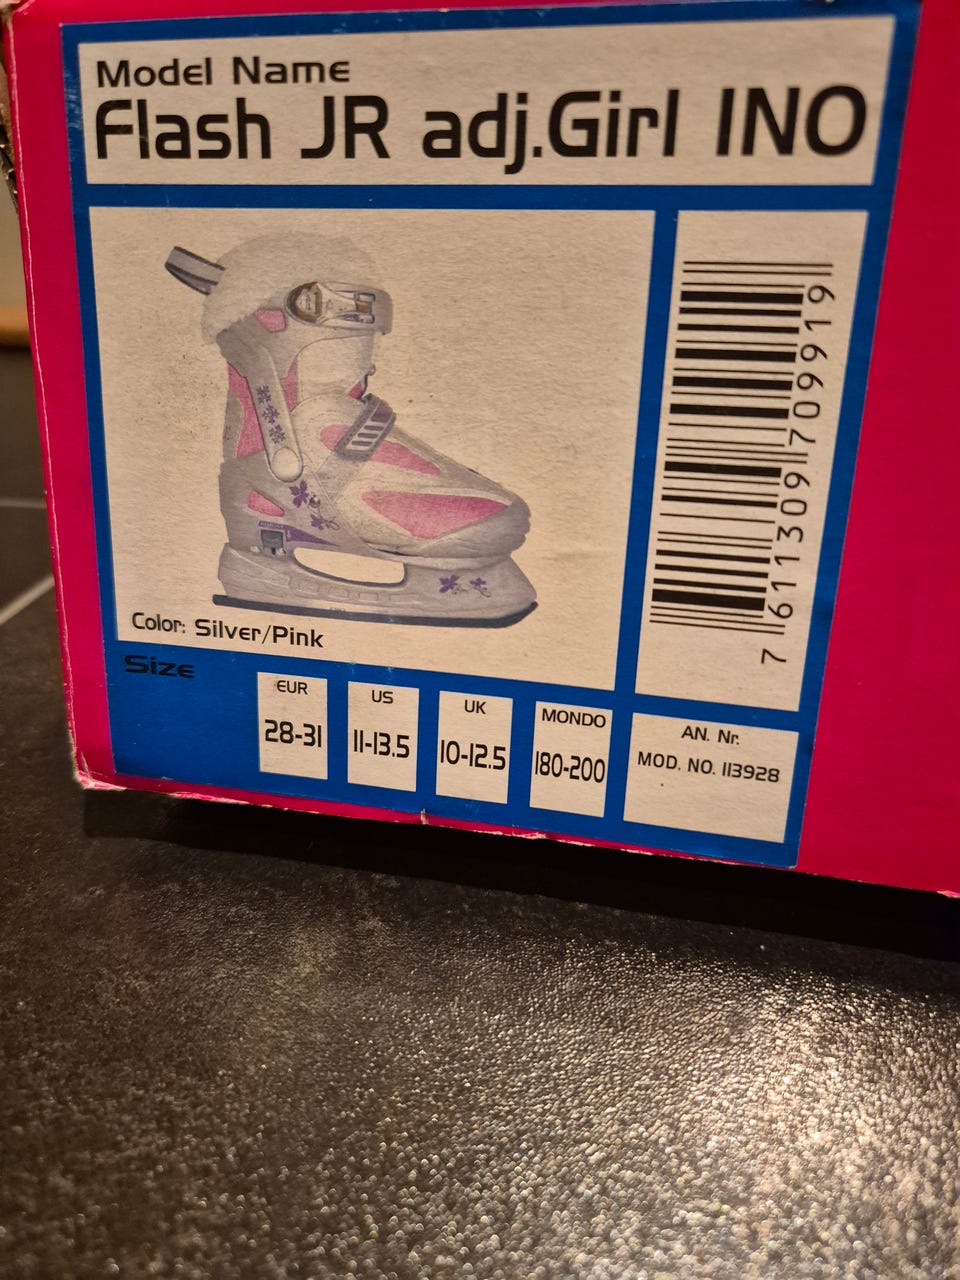 Model Name
Flash JR adj.Girl INO
Color: Silver/Pink
7 611309 709919
Size
EUR
28-31
US
11-13.5
UK
10-12.5
MONDO
180-200
AN. Nr.
MOD. NO. 113928